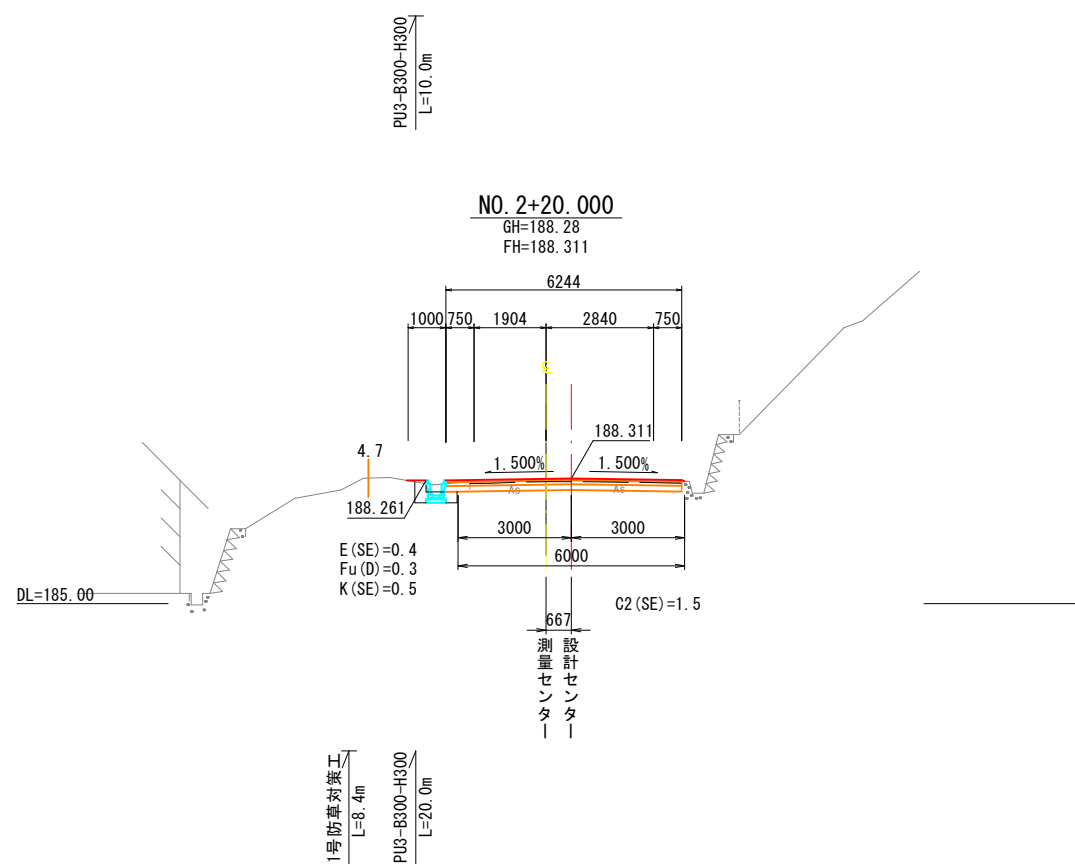 PU3-B300-H300
L=10.0m
NO.2+20.000
GH=188.28
FH=188.311
6244
1000
750
1904
2840
750
188.311
4.7
1.500%
1.500%
As
As
188.261
3000
3000
6000
E(SE)=0.4
Fu(D)=0.3
K(SE)=0.5
C2(SE)=1.5
DL=185.00
667
測量センター
設計センター
1号防草対策工
L=8.4m
PU3-B300-H300
L=20.0m